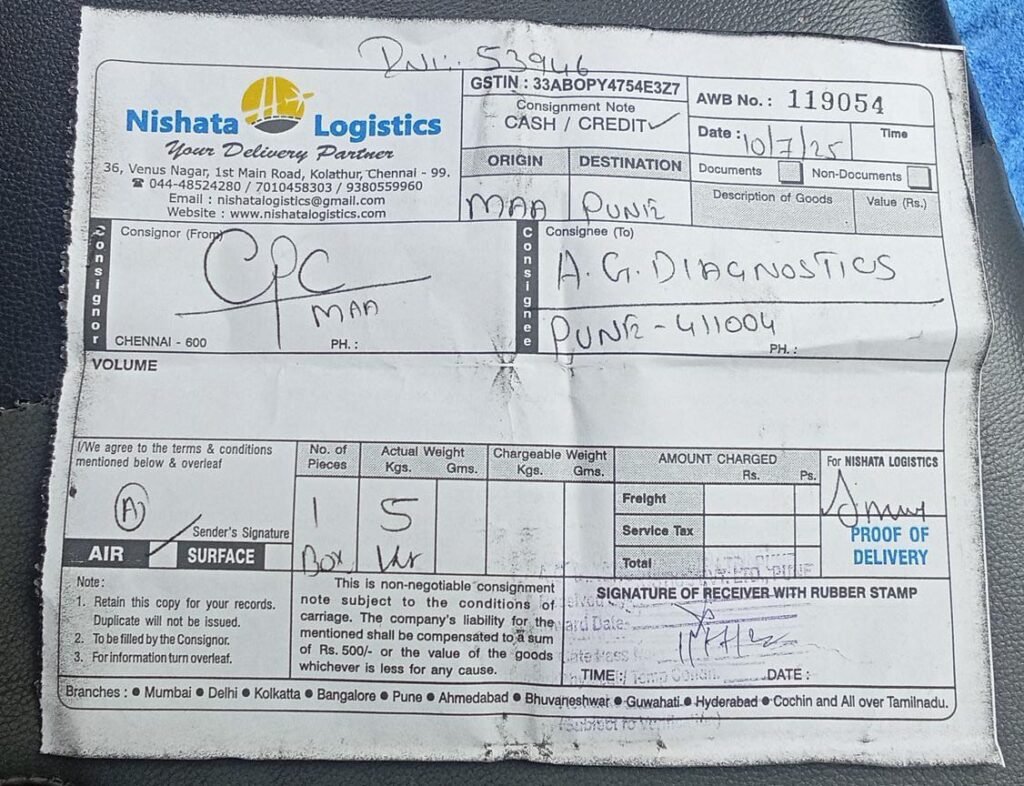 53946
Nishata Logistics
Your Delivery Partner
36, Venus Nagar, 1st Main Road, Kolathur, Chennai - 99.
☎ 044-48524280 / 7010458303 / 9380559960
Email : nishatalogistics@gmail.com
Website : www.nishatalogistics.com
GSTIN : 33ABOPY4754E3Z7
Consignment Note
CASH / CREDIT ✓
ORIGIN DESTINATION
MAA PUNE
AWB No. : 119054
Date : 10/7/25 Time
Documents Non-Documents
Description of Goods Value (Rs.)
Consignor
Consignor (From)
CPC
MAA
CHENNAI - 600 PH. :
Consignee
Consignee (To)
A.G. DIAGNOSTICS
PUNE - 411004
PH. :
VOLUME
I/We agree to the terms & conditions
mentioned below & overleaf
A
Sender's Signature
AIR SURFACE
No. of
Pieces
1
Box
Actual Weight
Kgs. Gms.
5
Chargeable Weight
Kgs. Gms.
AMOUNT CHARGED
Rs. Ps.
Freight
Service Tax
Total
For NISHATA LOGISTICS
PROOF OF
DELIVERY
Note :
1. Retain this copy for your records.
Duplicate will not be issued.
2. To be filled by the Consignor.
3. For information turn overleaf.
This is non-negotiable consignment
note subject to the conditions of
carriage. The company's liability for the
mentioned shall be compensated to a sum
of Rs. 500/- or the value of the goods
whichever is less for any cause.
SIGNATURE OF RECEIVER WITH RUBBER STAMP
TIME : DATE :
Branches : ● Mumbai ● Delhi ● Kolkatta ● Bangalore ● Pune ● Ahmedabad ● Bhuvaneshwar ● Guwahati ● Hyderabad ● Cochin and All over Tamilnadu.